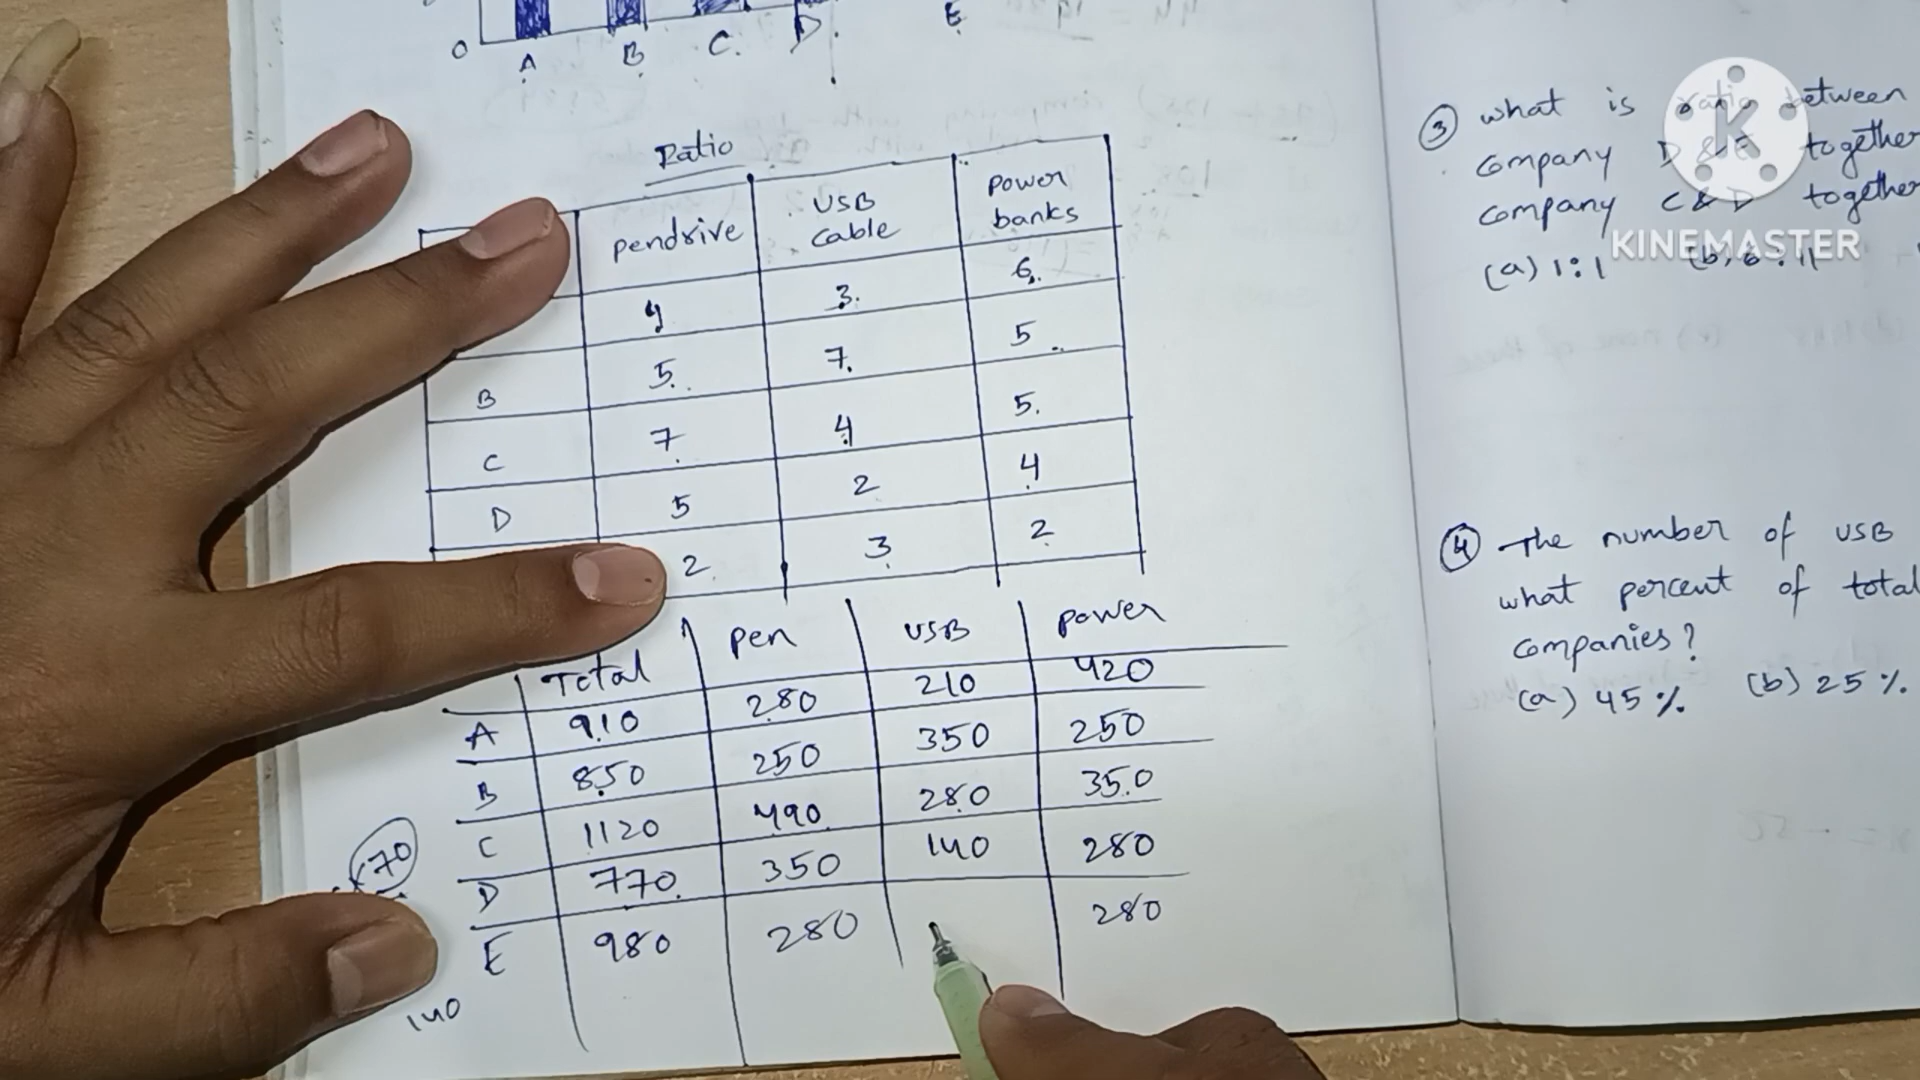 0
A B C. D E
Ratio
pendrive USB cable power banks
4 3. 6.
B 5. 7. 5
C 7 4 5.
D 5 2 4
2 3 2
Total pen USB power
A 910 280 210 420
B 850 250 350 250
C 1120 490 280 350
D 770 350 140 280
E 980 280 280
70
140
③ what is ratio between
company D & E together
company C & D together
(a) 1:1 (b) 6:11
④ The number of USB
what percent of total
companies?
(a) 45% (b) 25%
K
KINEMASTER